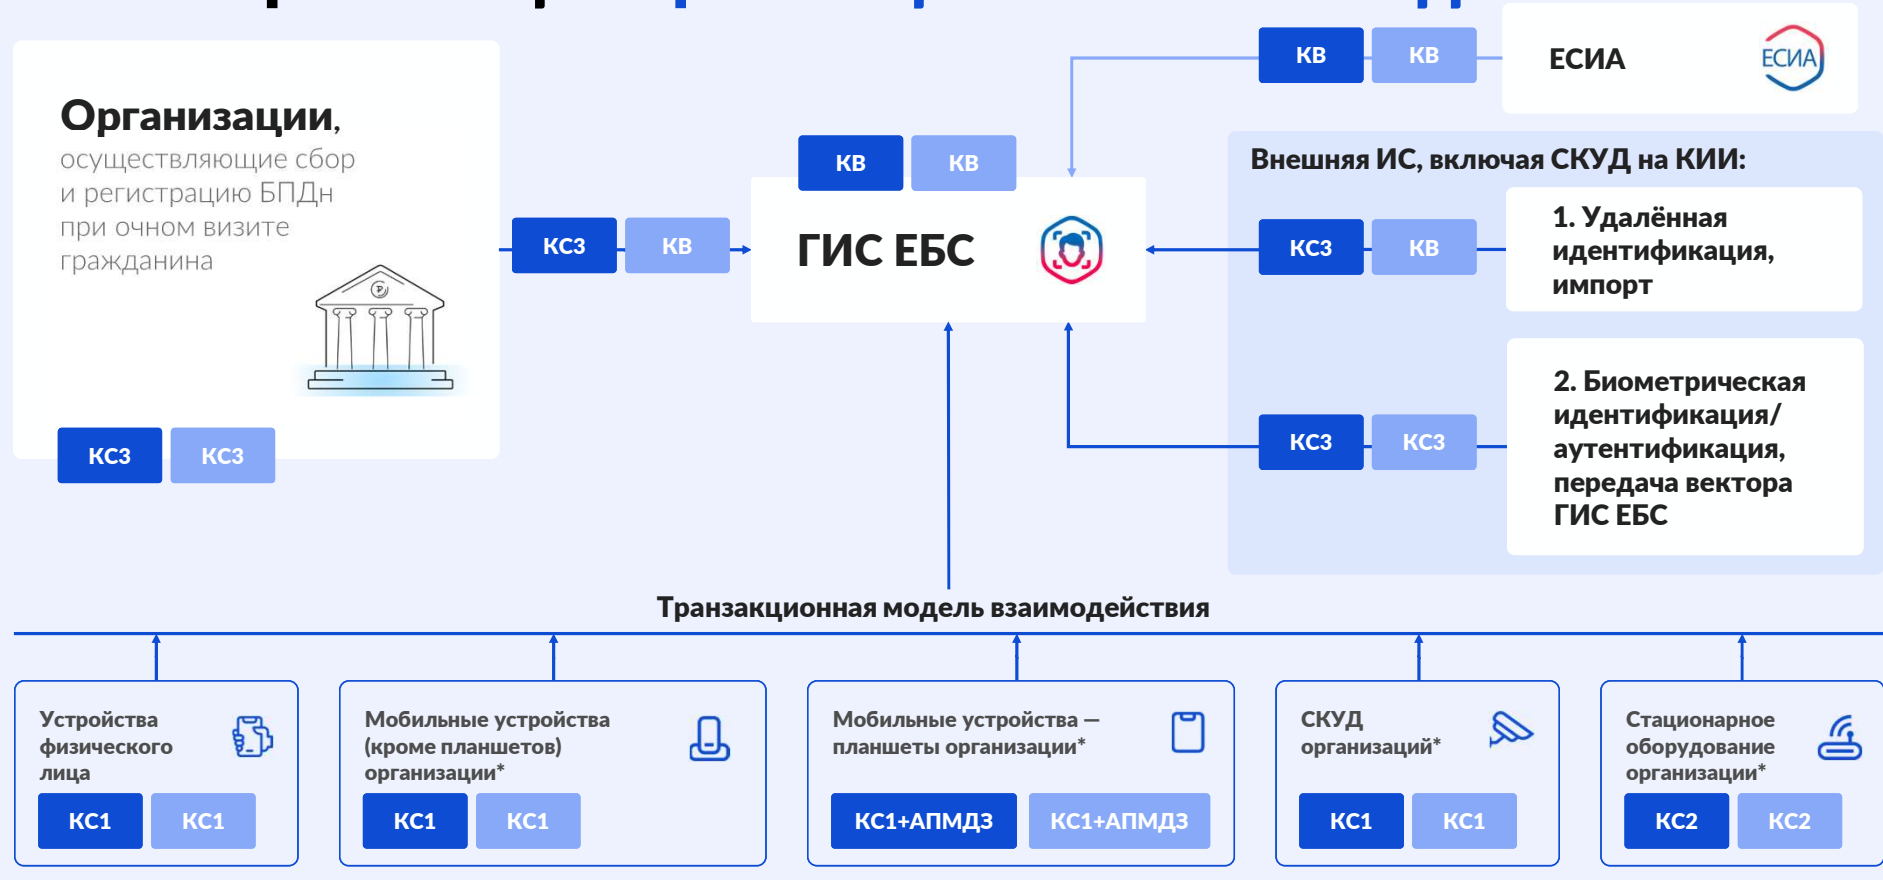 Организации,
осуществляющие сбор
и регистрацию БПДн
при очном визите
гражданина
КС3
КС3
КС3
КВ
КВ
КВ
ГИС ЕБС
КВ
КВ
ЕСИА
ЕСИА
Внешняя ИС, включая СКУД на КИИ:
КС3
КВ
1. Удалённая
идентификация,
импорт
КС3
КС3
2. Биометрическая
идентификация/
аутентификация,
передача вектора
ГИС ЕБС
Транзакционная модель взаимодействия
Устройства
физического
лица
КС1
КС1
Мобильные устройства
(кроме планшетов)
организации*
КС1
КС1
Мобильные устройства —
планшеты организации*
КС1+АПМДЗ
КС1+АПМДЗ
СКУД
организаций*
КС1
КС1
Стационарное
оборудование
организации*
КС2
КС2